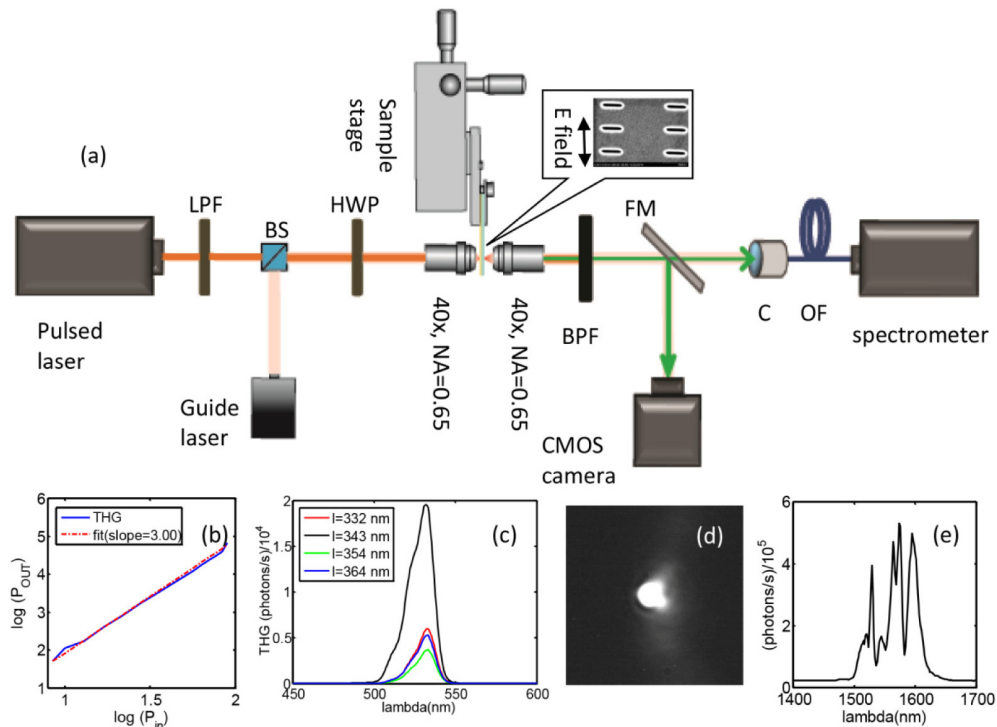 (a)
LPF
BS
HWP
Sample
stage
E field
FM
Pulsed
laser
Guide
laser
40x, NA=0.65
40x, NA=0.65
BPF
CMOS
camera
C
OF
spectrometer
(b)
THG
fit(slope=3.00)
log (P_OUT)
6
5
4
3
2
1
1
1.5
2
log (P_in)
(c)
l=332 nm
l=343 nm
l=354 nm
l=364 nm
THG (photons/s)/10^4
2
1.5
1
0.5
0
450
500
550
600
lambda(nm)
(d)
(e)
(photons/s)/10^5
6
4
2
0
1400
1500
1600
1700
lambda(nm)